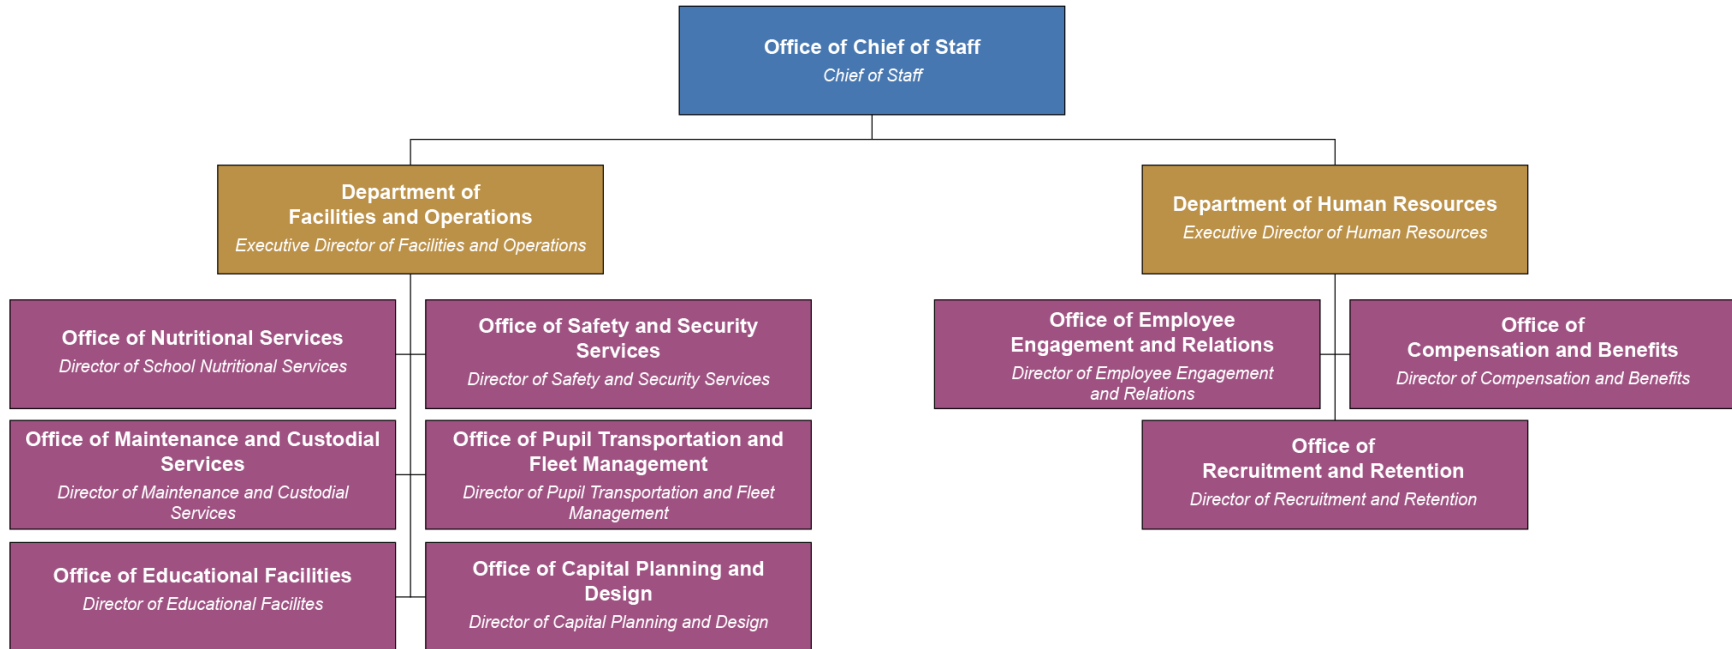 Office of Chief of Staff
Chief of Staff
Department of
Facilities and Operations
Executive Director of Facilities and Operations
Department of Human Resources
Executive Director of Human Resources
Office of Nutritional Services
Director of School Nutritional Services
Office of Safety and Security
Services
Director of Safety and Security Services
Office of Employee
Engagement and Relations
Director of Employee Engagement
and Relations
Office of
Compensation and Benefits
Director of Compensation and Benefits
Office of Maintenance and Custodial
Services
Director of Maintenance and Custodial
Services
Office of Pupil Transportation and
Fleet Management
Director of Pupil Transportation and Fleet
Management
Office of
Recruitment and Retention
Director of Recruitment and Retention
Office of Educational Facilities
Director of Educational Facilites
Office of Capital Planning and
Design
Director of Capital Planning and Design